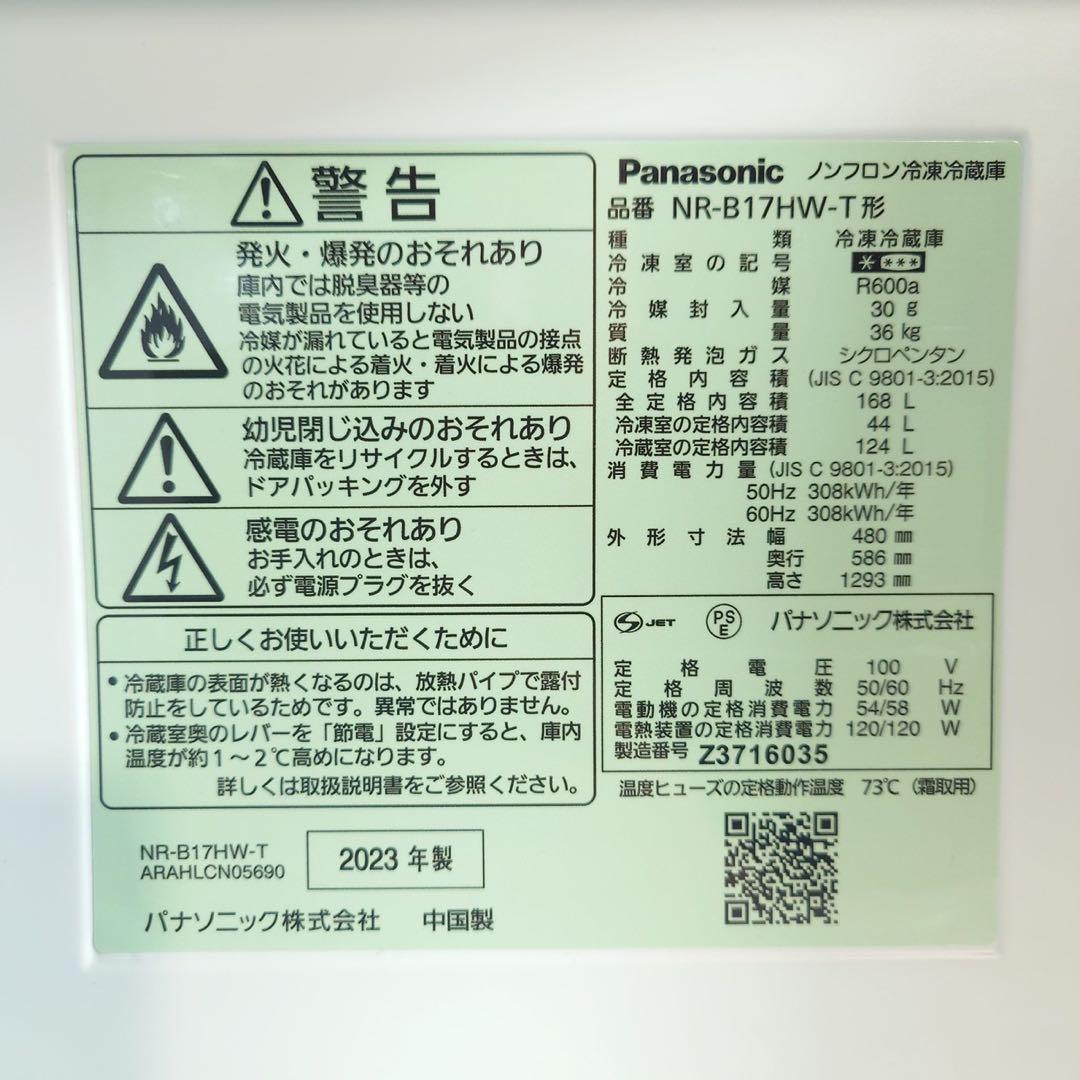 警告
発火・爆発のおそれあり
庫内では脱臭器等の
電気製品を使用しない
冷媒が漏れていると電気製品の接点
の火花による着火・着火による爆発
のおそれがあります
幼児閉じ込みのおそれあり
冷蔵庫をリサイクルするときは、
ドアパッキングを外す
感電のおそれあり
お手入れのときは、
必ず電源プラグを抜く
正しくお使いいただくために
・冷蔵庫の表面が熱くなるのは、放熱パイプで露付
防止をしているためです。異常ではありません。
・冷蔵室奥のレバーを「節電」設定にすると、庫内
温度が約1～2℃高めになります。
詳しくは取扱説明書をご参照ください。
NR-B17HW-T
ARAHLCN05690
2023 年製
パナソニック株式会社 中国製
Panasonic ノンフロン冷凍冷蔵庫
品番 NR-B17HW-T形
種類 冷凍冷蔵庫
冷凍室の記号 ＊***
冷媒 R600a
冷媒封入量 30 g
質量 36 kg
断熱発泡ガス シクロペンタン
定格内容積 (JIS C 9801-3:2015)
全定格内容積 168 L
冷凍室の定格内容積 44 L
冷蔵室の定格内容積 124 L
消費電力量 (JIS C 9801-3:2015)
50Hz 308kWh/年
60Hz 308kWh/年
外形寸法 幅 480 mm
奥行 586 mm
高さ 1293 mm
S JET PSE パナソニック株式会社
定格電圧 100 V
定格周波数 50/60 Hz
電動機の定格消費電力 54/58 W
電熱装置の定格消費電力 120/120 W
製造番号 Z3716035
温度ヒューズの定格動作温度 73℃（霜取用）